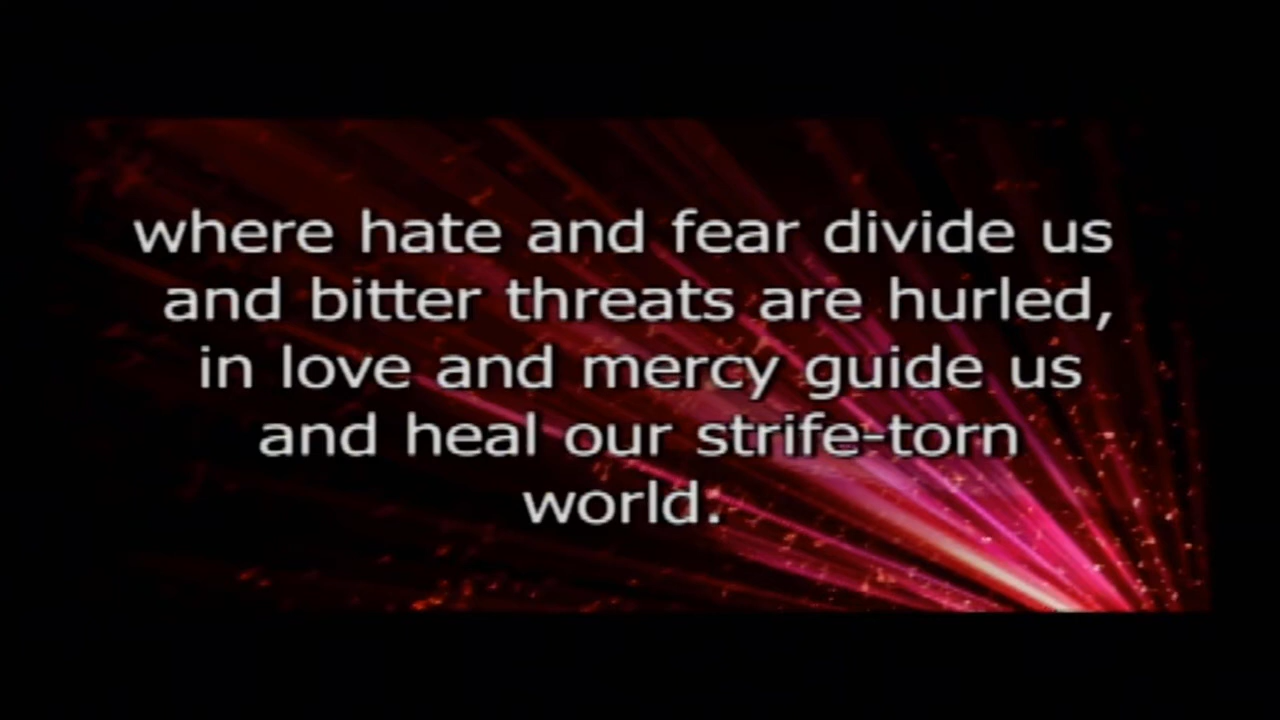 where hate and fear divide us
and bitter threats are hurled,
in love and mercy guide us
and heal our strife-torn
world.